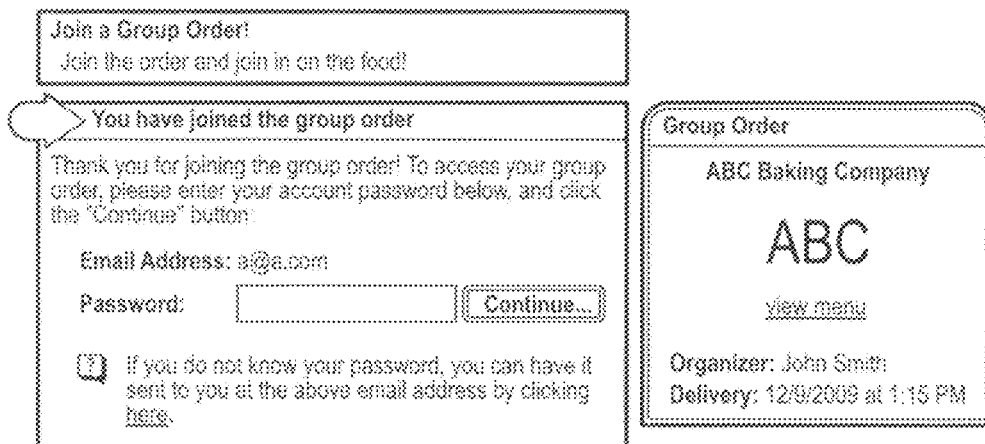 Join a Group Order!
Join the order and join in on the food!
You have joined the group order
Thank you for joining the group order! To access your group
order, please enter your account password below, and click
the "Continue" button:
Email Address: a@a.com
Password:
Continue...
? If you do not know your password, you can have it
sent to you at the above email address by clicking
here.
Group Order
ABC Baking Company
ABC
view menu
Organizer: John Smith
Delivery: 12/9/2009 at 1:15 PM